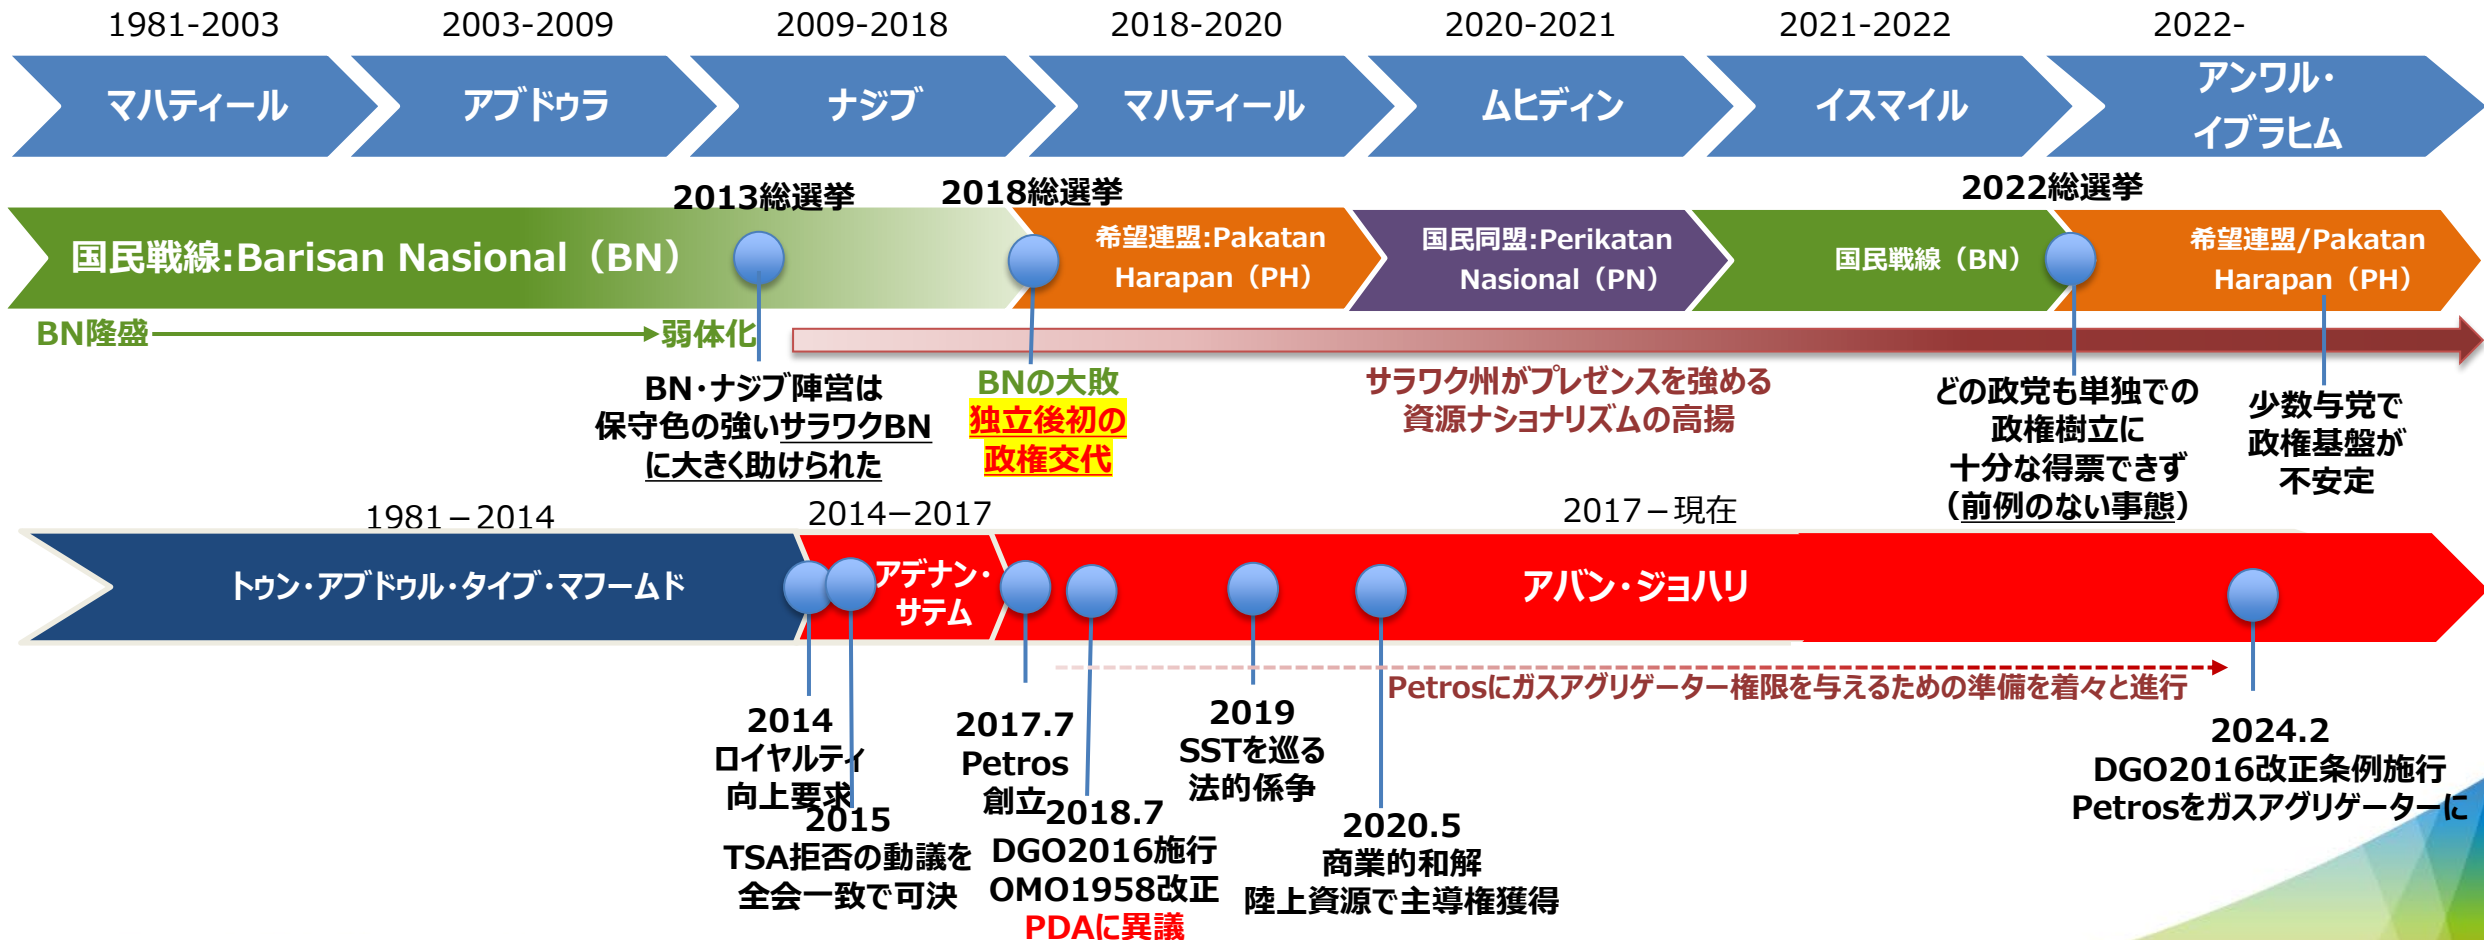 1981-2003
2003-2009
2009-2018
2018-2020
2020-2021
2021-2022
2022-
マハティール
アブドゥラ
ナジブ
マハティール
ムヒディン
イスマイル
アンワル・
イブラヒム
2013総選挙
2018総選挙
2022総選挙
国民戦線:Barisan Nasional（BN）
希望連盟:Pakatan
Harapan（PH）
国民同盟:Perikatan
Nasional（PN）
国民戦線（BN）
希望連盟/Pakatan
Harapan（PH）
BN隆盛
弱体化
BN・ナジブ陣営は
保守色の強いサラワクBN
に大きく助けられた
BNの大敗
独立後初の
政権交代
サラワク州がプレゼンスを強める
資源ナショナリズムの高揚
どの政党も単独での
政権樹立に
十分な得票できず
（前例のない事態）
少数与党で
政権基盤が
不安定
1981－2014
2014－2017
2017－現在
トゥン・アブドゥル・タイブ・マフームド
アデナン・
サテム
アバン・ジョハリ
Petrosにガスアグリゲーター権限を与えるための準備を着々と進行
2014
ロイヤルティ
向上要求
2015
TSA拒否の動議を
全会一致で可決
2017.7
Petros
創立
2018.7
DGO2016施行
OMO1958改正
PDAに異議
2019
SSTを巡る
法的係争
2020.5
商業的和解
陸上資源で主導権獲得
2024.2
DGO2016改正条例施行
Petrosをガスアグリゲーターに